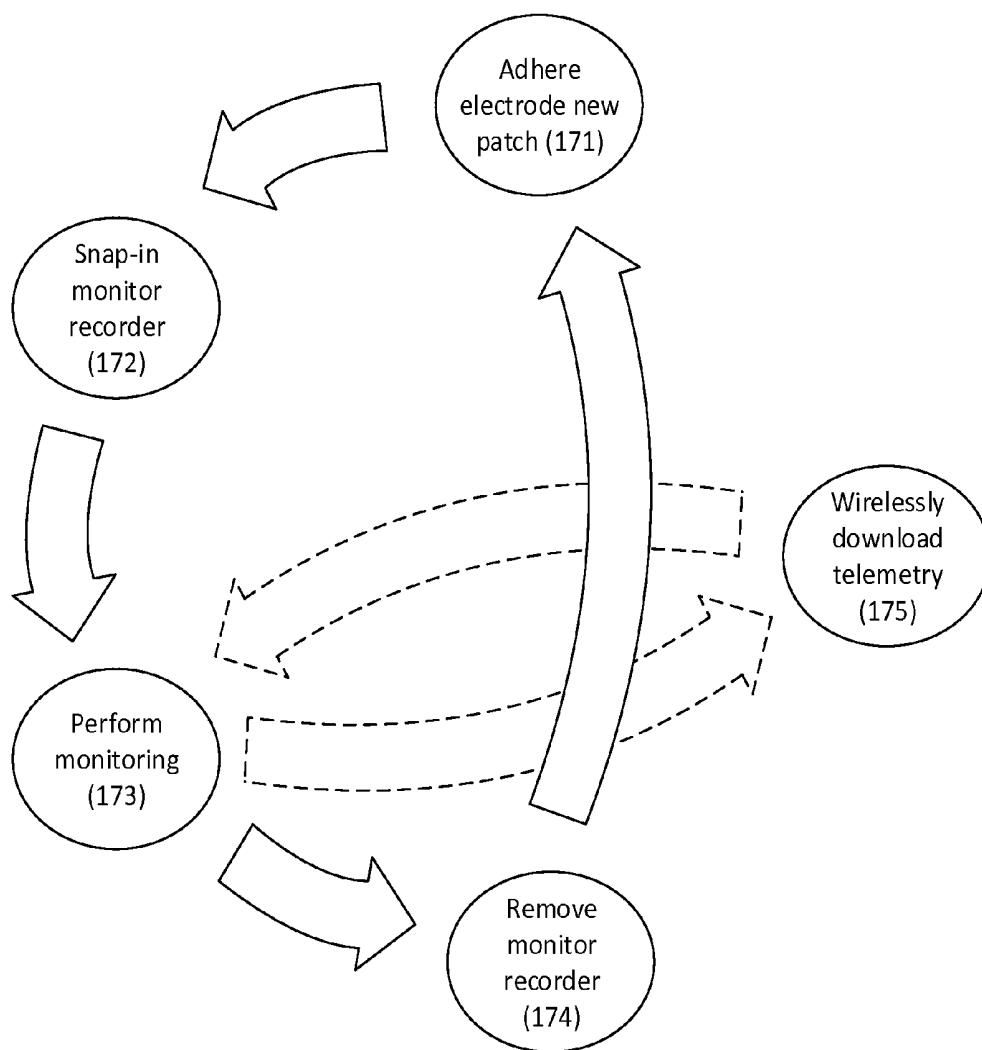 Adhere
electrode new
patch (171)
Snap-in
monitor
recorder
(172)
Perform
monitoring
(173)
Remove
monitor
recorder
(174)
Wirelessly
download
telemetry
(175)